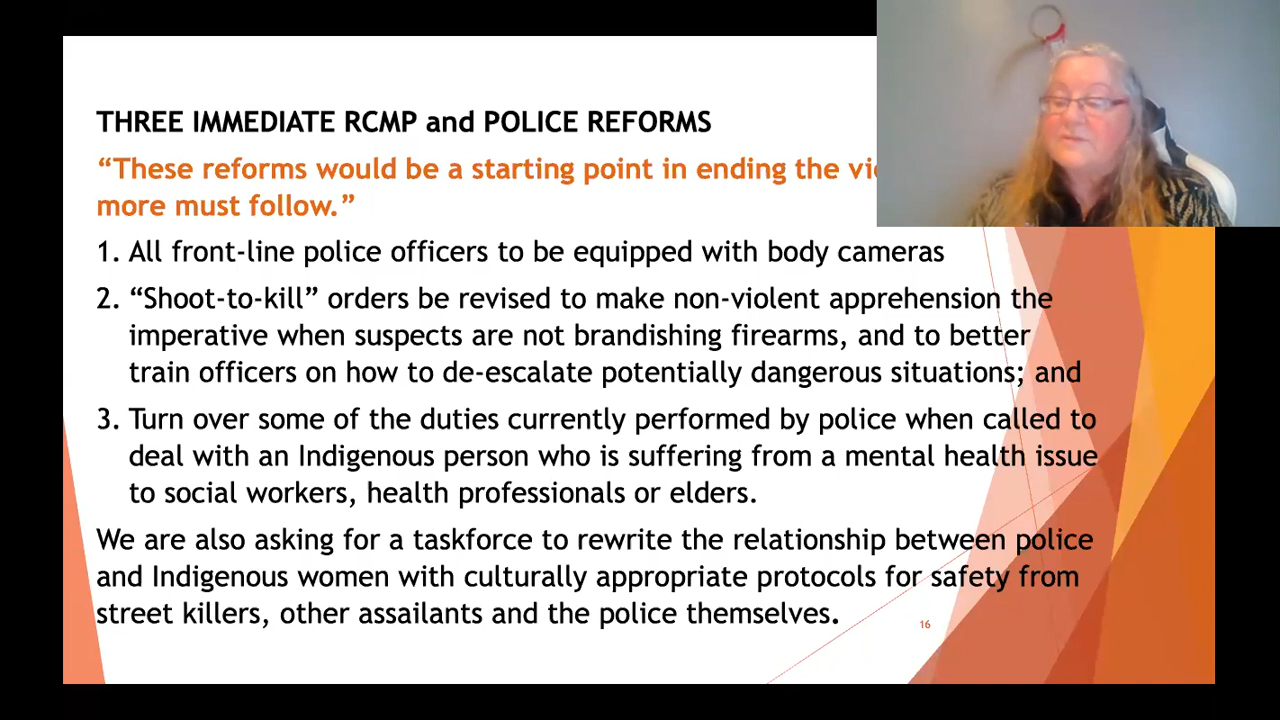 THREE IMMEDIATE RCMP and POLICE REFORMS
“These reforms would be a starting point in ending the
more must follow.”
1. All front-line police officers to be equipped with body cameras
2. “Shoot-to-kill” orders be revised to make non-violent apprehension the
imperative when suspects are not brandishing firearms, and to better
train officers on how to de-escalate potentially dangerous situations; and
3. Turn over some of the duties currently performed by police when called to
deal with an Indigenous person who is suffering from a mental health issue
to social workers, health professionals or elders.
We are also asking for a taskforce to rewrite the relationship between police
and Indigenous women with culturally appropriate protocols for safety from
street killers, other assailants and the police themselves.
16